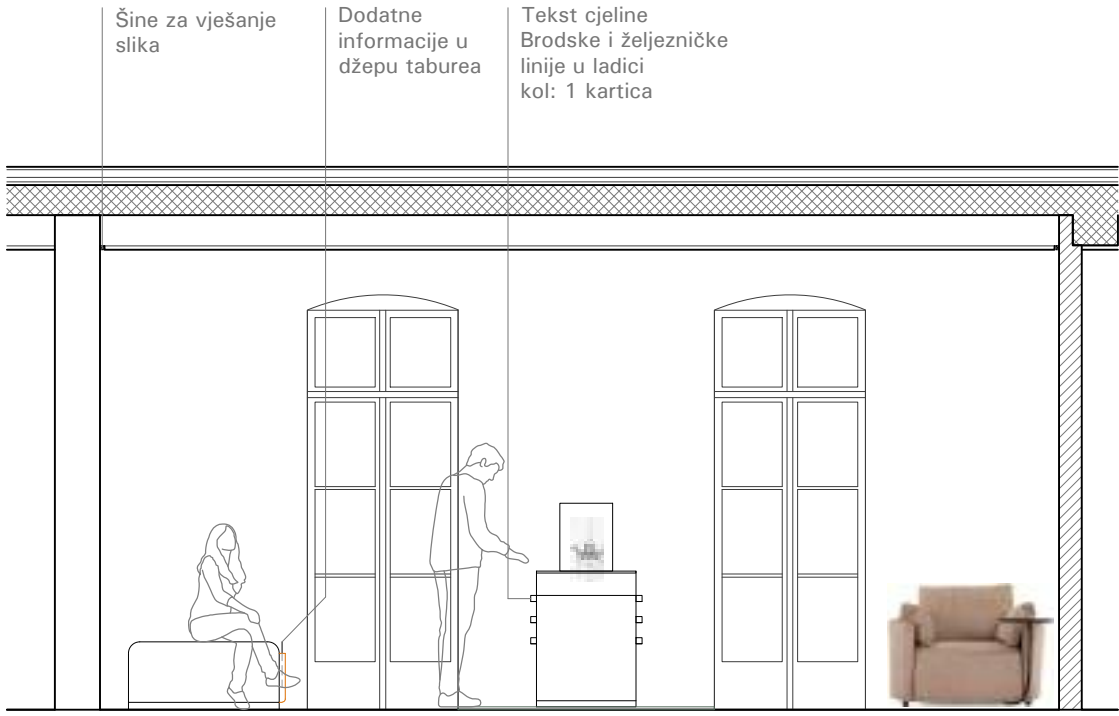 Šine za vješanje
slika
Dodatne
informacije u
džepu taburea
Tekst cjeline
Brodske i željezničke
linije u ladici
kol: 1 kartica